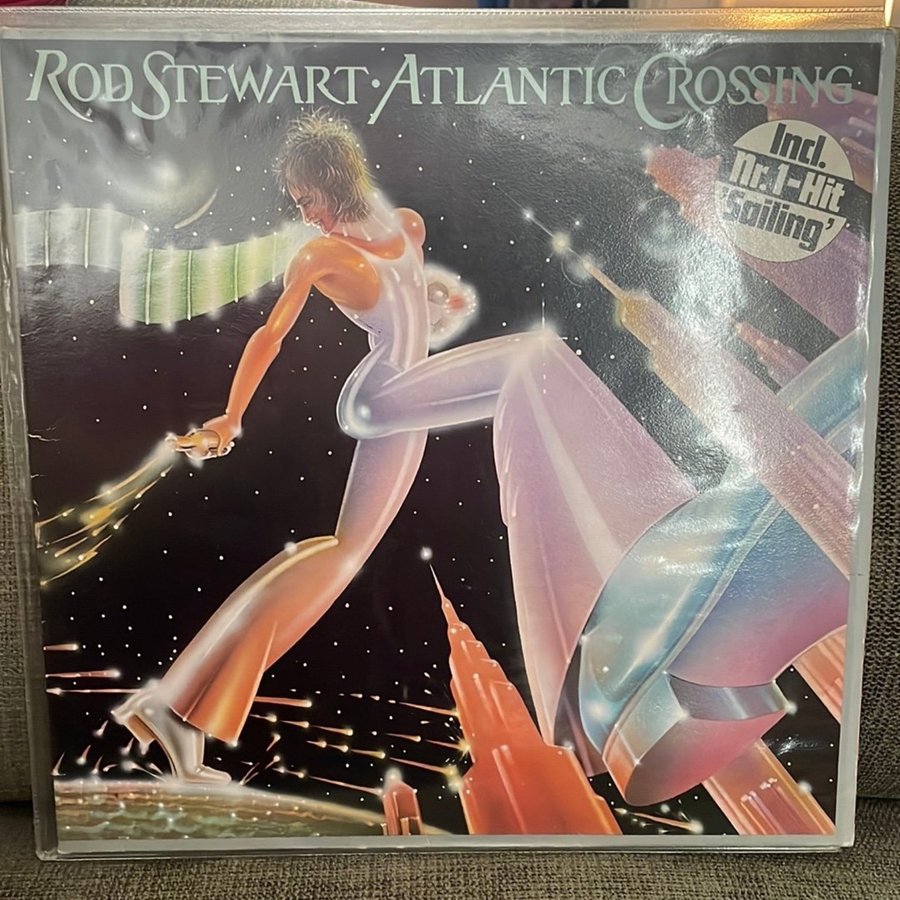 ROD STEWART · ATLANTIC CROSSING
Incl.
Nr.1-Hit
'Sailing'